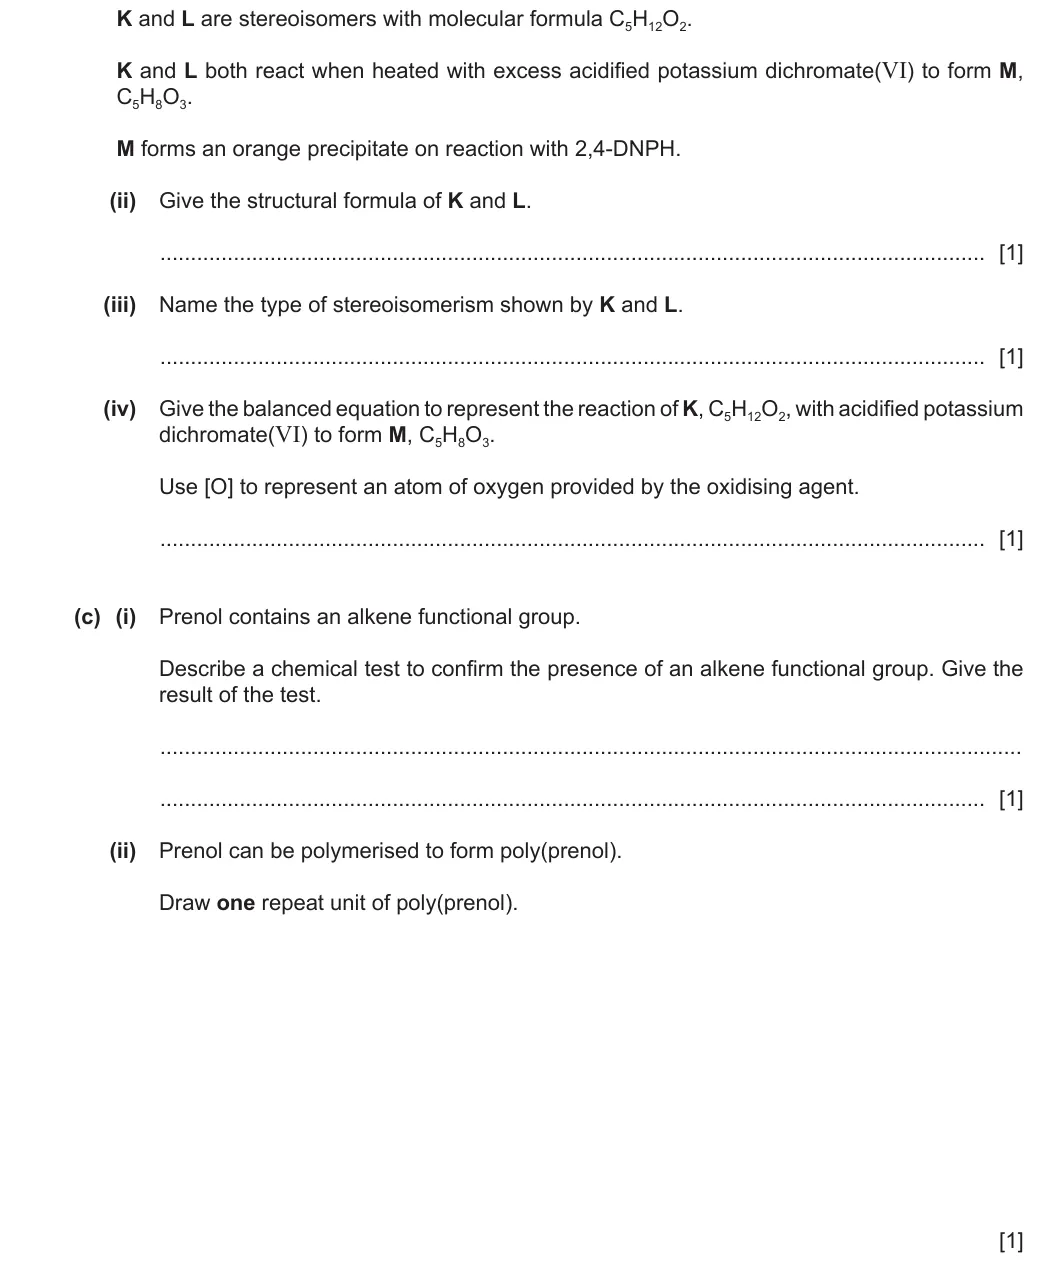 K and L are stereoisomers with molecular formula C₅H₁₂O₂.
K and L both react when heated with excess acidified potassium dichromate(VI) to form M,
C₅H₈O₃.
M forms an orange precipitate on reaction with 2,4-DNPH.
(ii) Give the structural formula of K and L.
.......................................................................................................................................... [1]
(iii) Name the type of stereoisomerism shown by K and L.
.......................................................................................................................................... [1]
(iv) Give the balanced equation to represent the reaction of K, C₅H₁₂O₂, with acidified potassium
dichromate(VI) to form M, C₅H₈O₃.
Use [O] to represent an atom of oxygen provided by the oxidising agent.
.......................................................................................................................................... [1]
(c) (i) Prenol contains an alkene functional group.
Describe a chemical test to confirm the presence of an alkene functional group. Give the
result of the test.
................................................................................................................................................
.......................................................................................................................................... [1]
(ii) Prenol can be polymerised to form poly(prenol).
Draw one repeat unit of poly(prenol).
[1]